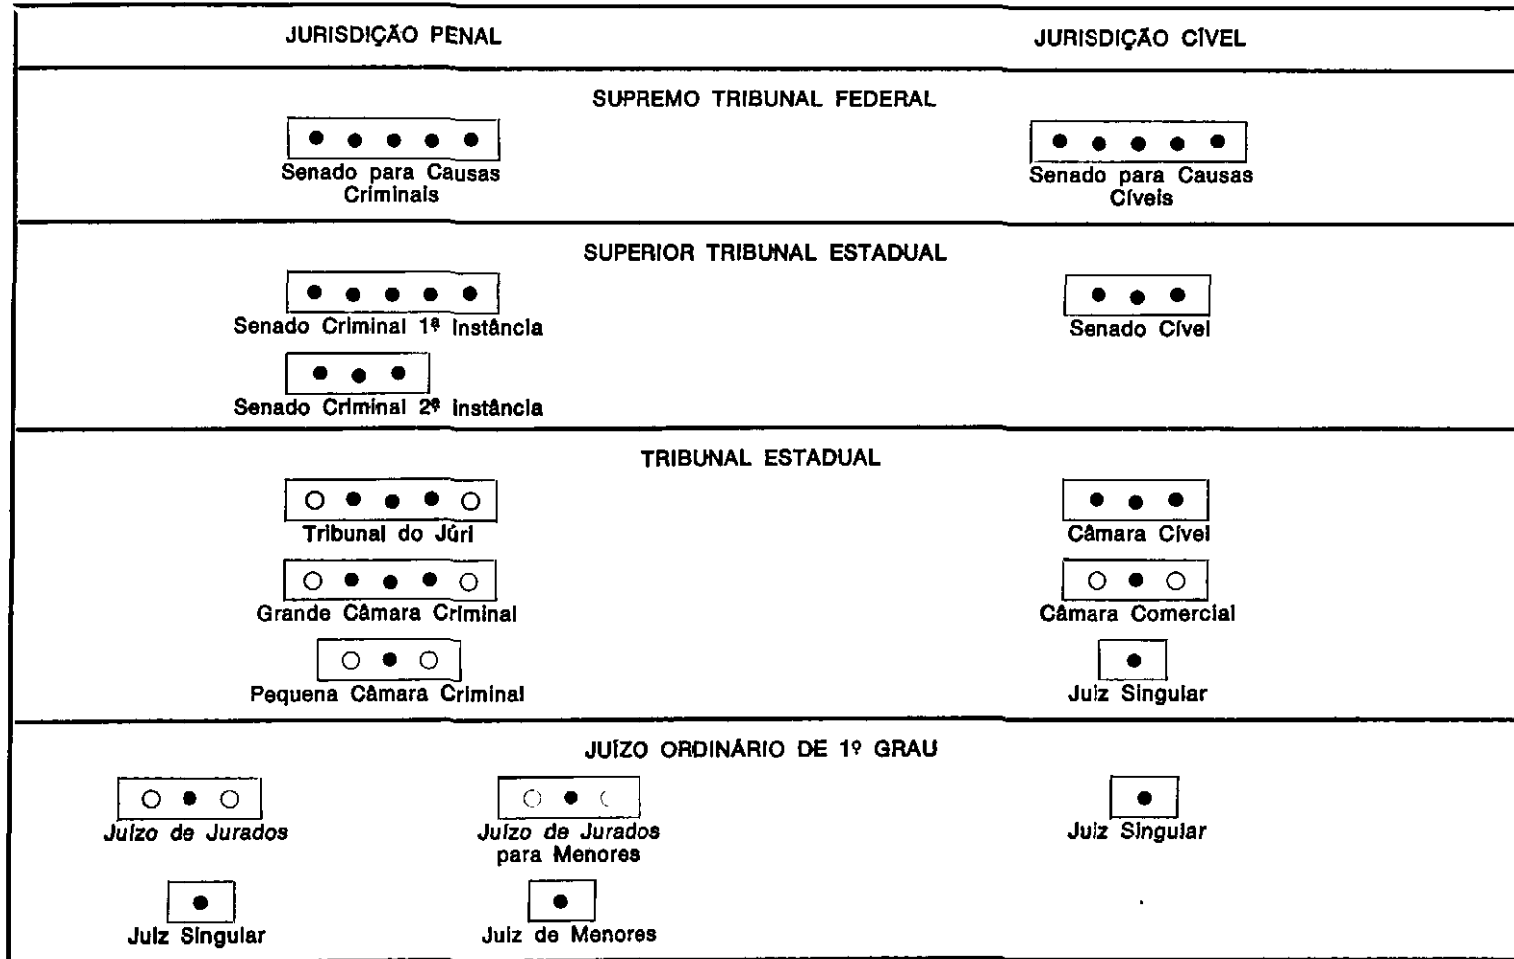 JURISDIÇÃO PENAL
JURISDIÇÃO CÍVEL
SUPREMO TRIBUNAL FEDERAL
Senado para Causas
Criminais
Senado para Causas
Cíveis
SUPERIOR TRIBUNAL ESTADUAL
Senado Criminal 1ª instância
Senado Cível
Senado Criminal 2ª instância
TRIBUNAL ESTADUAL
Tribunal do Júri
Câmara Cível
Grande Câmara Criminal
Câmara Comercial
Pequena Câmara Criminal
Juiz Singular
JUÍZO ORDINÁRIO DE 1º GRAU
Juízo de Jurados
Juízo de Jurados
para Menores
Juiz Singular
Juiz Singular
Juiz de Menores